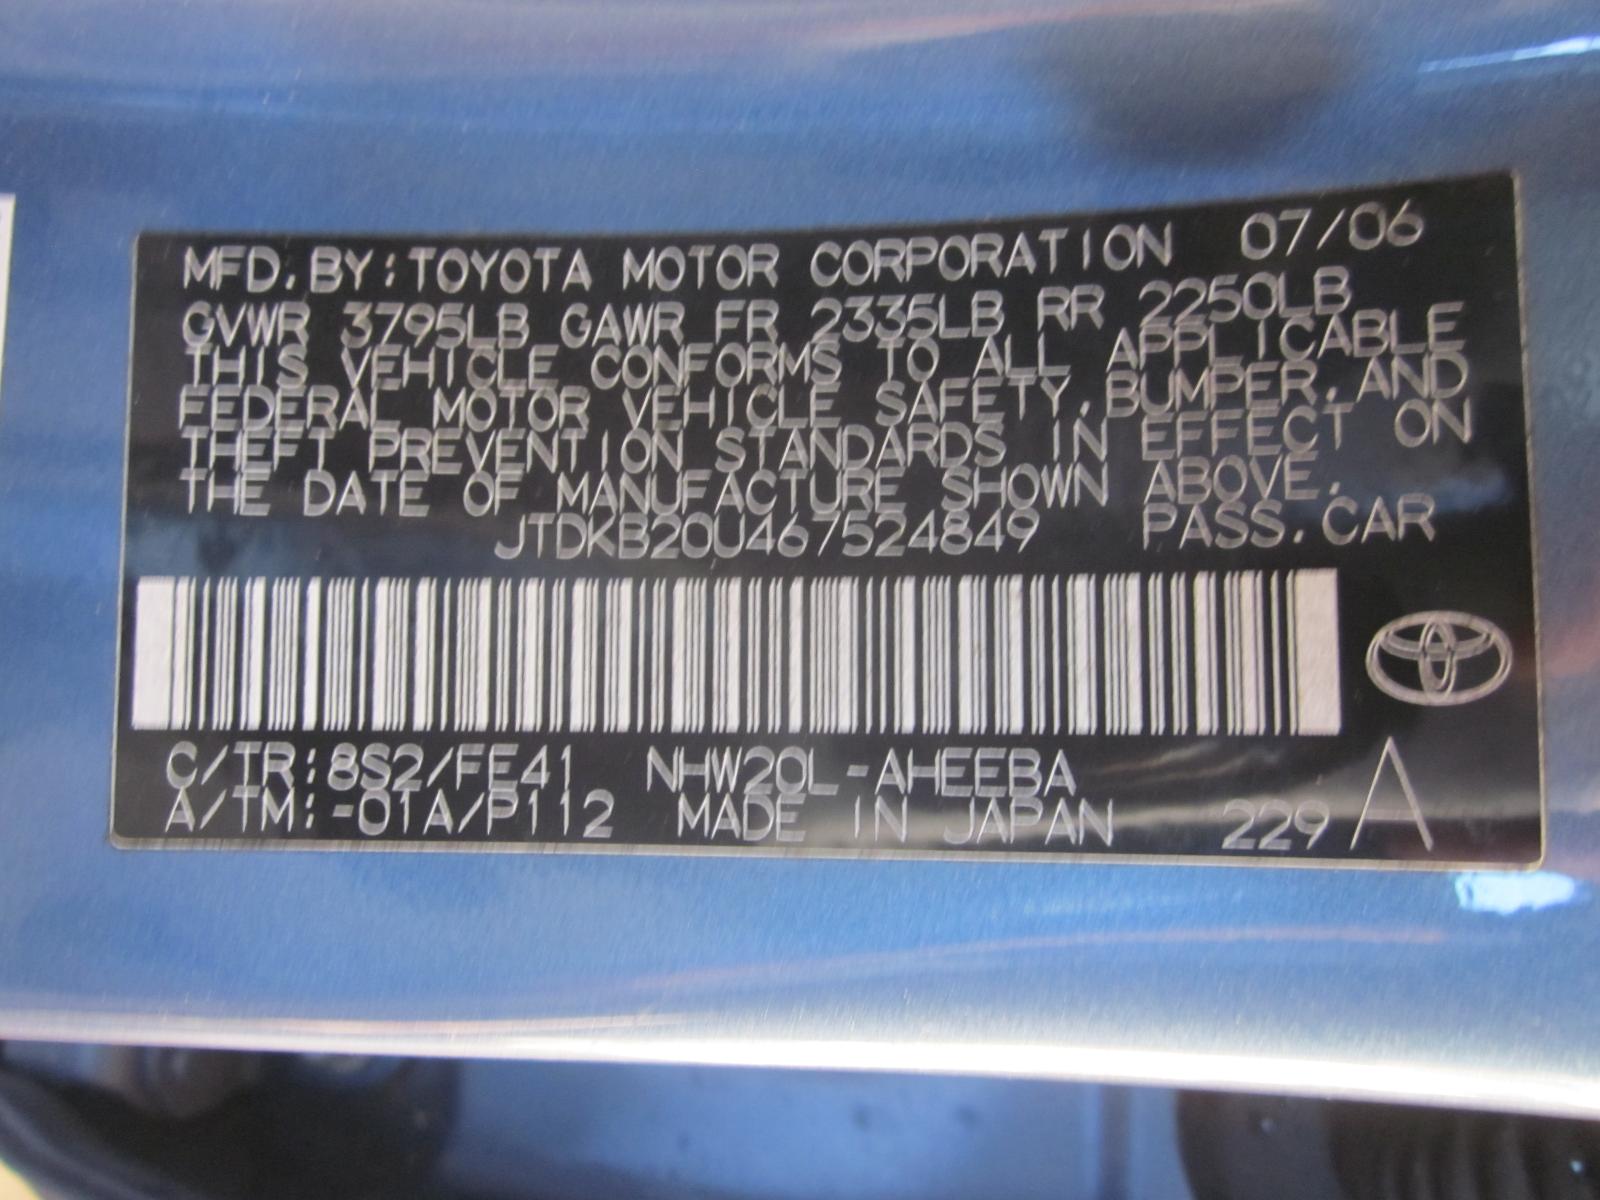 MFD. BY: TOYOTA MOTOR CORPORATION 07/06
GVWR 3795LB GAWR FR 2335LB RR 2250LB
THIS VEHICLE CONFORMS TO ALL APPLICABLE
FEDERAL MOTOR VEHICLE SAFETY, BUMPER, AND
THEFT PREVENTION STANDARDS IN EFFECT ON
THE DATE OF MANUFACTURE SHOWN ABOVE.
JTDKB20U467524849 PASS. CAR
C/TR: 8S2/FE41 NHW20L-AHEEBA
A/TM: -01A/P112 MADE IN JAPAN 229 A